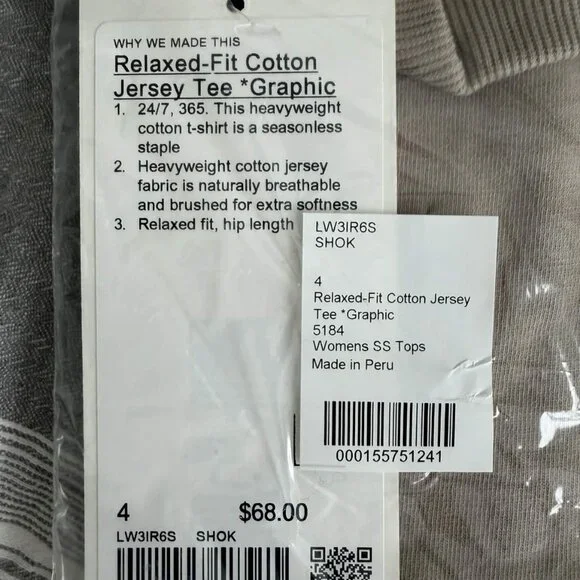 WHY WE MADE THIS
Relaxed-Fit Cotton
Jersey Tee *Graphic
1. 24/7, 365. This heavyweight
cotton t-shirt is a seasonless
staple
2. Heavyweight cotton jersey
fabric is naturally breathable
and brushed for extra softness
3. Relaxed fit, hip length
LW3IR6S
SHOK
4
Relaxed-Fit Cotton Jersey
Tee *Graphic
5184
Womens SS Tops
Made in Peru
000155751241
4 $68.00
LW3IR6S SHOK